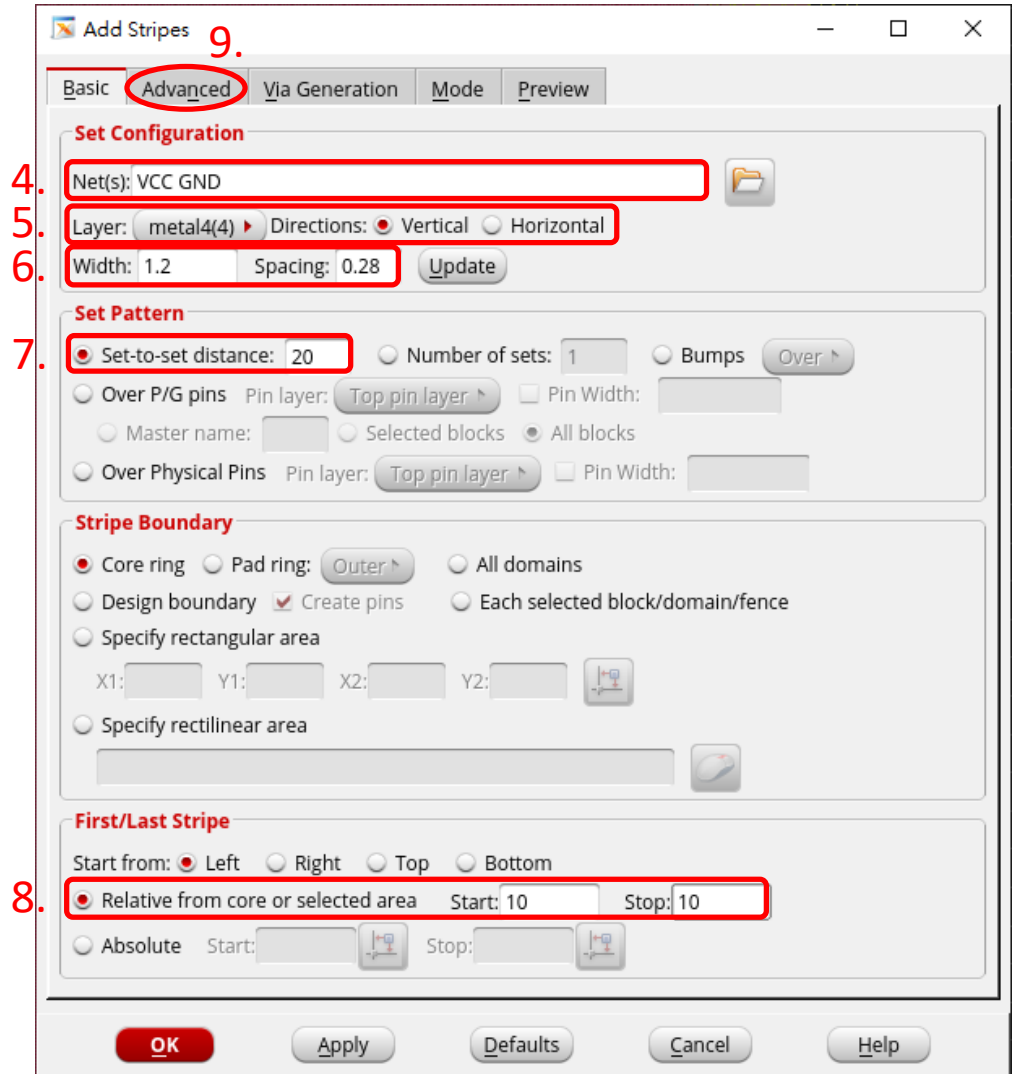 Add Stripes
9.
Basic Advanced Via Generation Mode Preview
Set Configuration
4. Net(s): VCC GND
5. Layer: metal4(4) Directions: Vertical Horizontal
6. Width: 1.2 Spacing: 0.28 Update
Set Pattern
7. Set-to-set distance: 20 Number of sets: 1 Bumps Over
Over P/G pins Pin layer: Top pin layer Pin Width:
Master name: Selected blocks All blocks
Over Physical Pins Pin layer: Top pin layer Pin Width:
Stripe Boundary
Core ring Pad ring: Outer All domains
Design boundary Create pins Each selected block/domain/fence
Specify rectangular area
X1: Y1: X2: Y2:
Specify rectilinear area
First/Last Stripe
Start from: Left Right Top Bottom
8. Relative from core or selected area Start: 10 Stop: 10
Absolute Start: Stop:
OK Apply Defaults Cancel Help